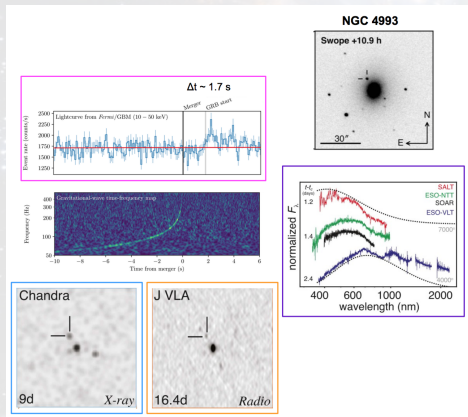 NGC 4993
Swope +10.9 h
30"
N
E
Δt ~ 1.7 s
Merger
GRB start
Lightcurve from Fermi/GBM (10 − 50 keV)
Event rate (counts/s)
2500
2250
2000
1750
1500
1250
Gravitational-wave time-frequency map
Frequency (Hz)
400
300
200
100
50
−10 −8 −6 −4 −2 0 2 4 6
Time from merger (s)
SALT
ESO-NTT
SOAR
ESO-VLT
(days)
1.2
1.4
2.4
7000°
normalized Fλ
400 600 1000 2000
wavelength (nm)
Chandra
9d
X-ray
J VLA
16.4d
Radio